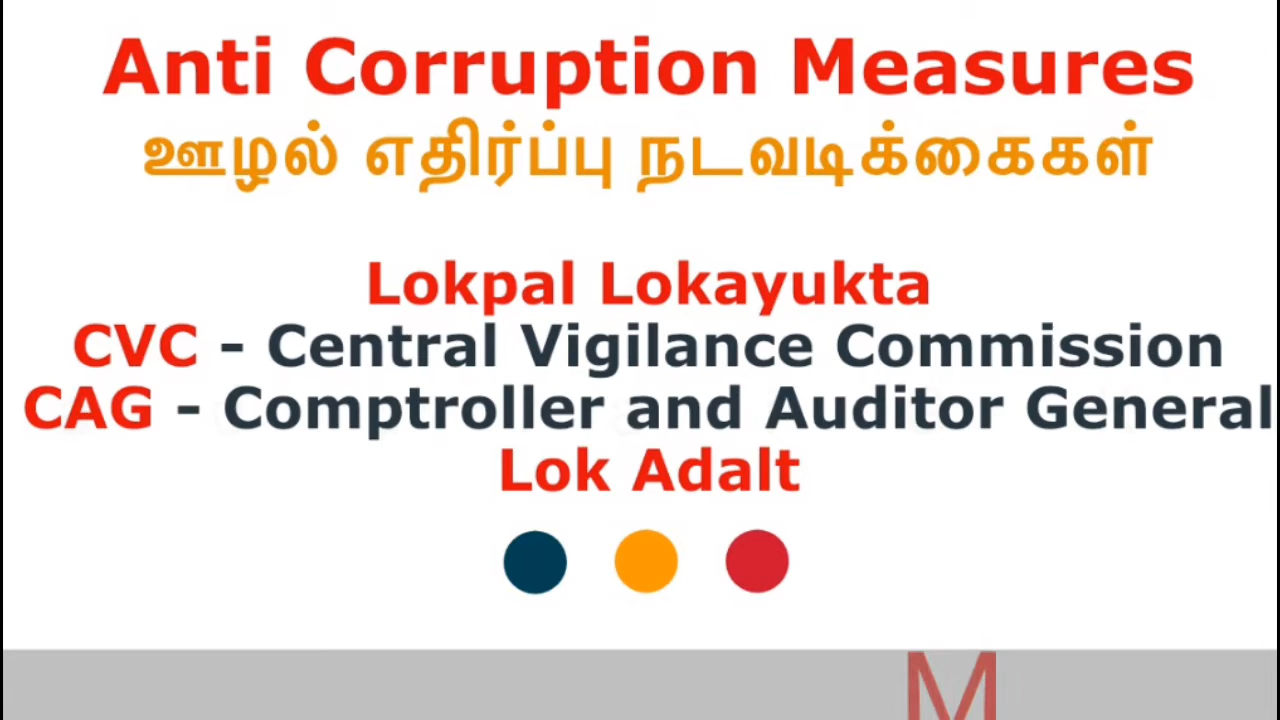 Anti Corruption Measures
ஊழல் எதிர்ப்பு நடவடிக்கைகள்
Lokpal Lokayukta
CVC - Central Vigilance Commission
CAG - Comptroller and Auditor General
Lok Adalt
M